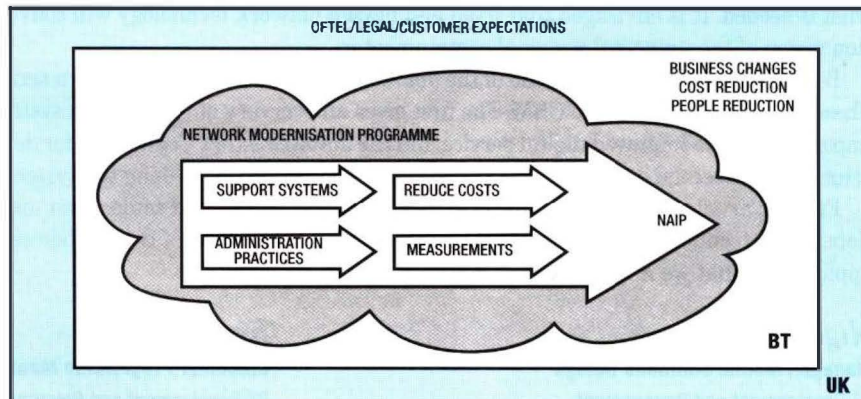 OFTEL/LEGAL/CUSTOMER EXPECTATIONS
BUSINESS CHANGES
COST REDUCTION
PEOPLE REDUCTION
NETWORK MODERNISATION PROGRAMME
SUPPORT SYSTEMS
REDUCE COSTS
NAIP
ADMINISTRATION
PRACTICES
MEASUREMENTS
BT
UK